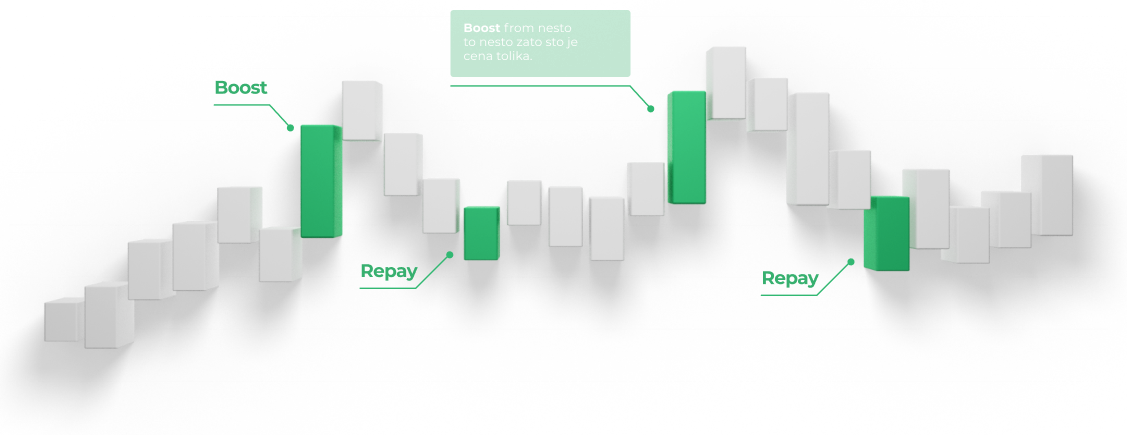 Boost from nesto
to nesto zato sto je
cena tolika.
Boost
Repay
Repay